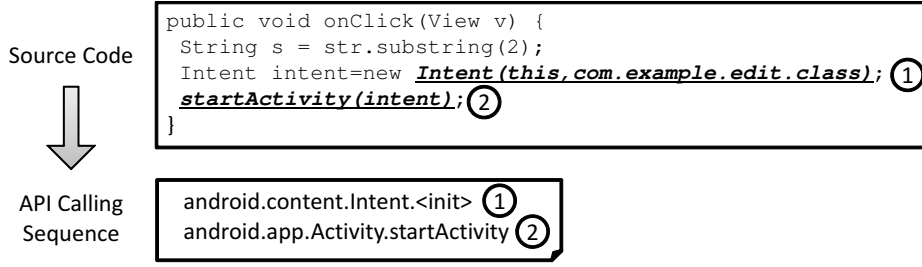 Source Code
public void onClick(View v) {
String s = str.substring(2);
Intent intent=new Intent(this,com.example.edit.class); 1
startActivity(intent); 2
}
API Calling
Sequence
android.content.Intent.<init> 1
android.app.Activity.startActivity 2